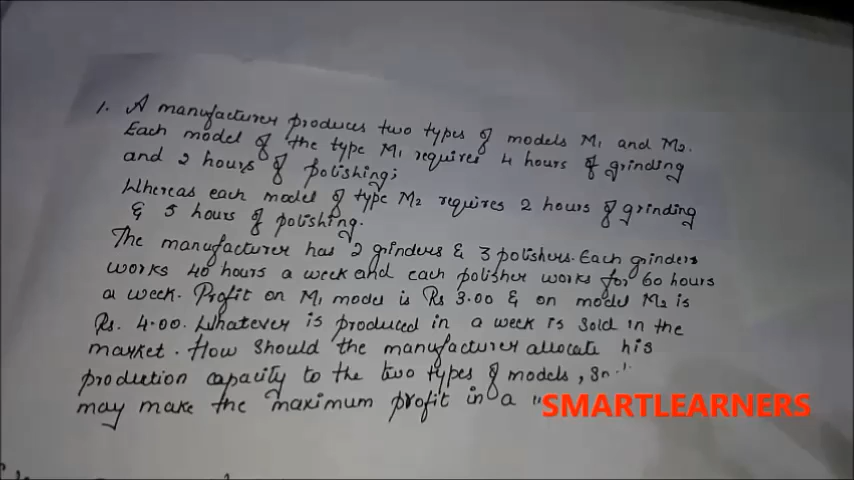 1. A manufacturer produces two types of models M1 and M2.
Each model of the type M1 requires 4 hours of grinding
and 2 hours of polishing;
Whereas each model of type M2 requires 2 hours of grinding
& 5 hours of polishing.
The manufacturer has 2 grinders & 3 polishers. Each grinders
works 40 hours a week and each polisher works for 60 hours
a week. Profit on M1 model is Rs 3.00 & on model M2 is
Rs. 4.00. Whatever is produced in a week is sold in the
market. How should the manufacturer allocate his
prodution capacity to the two types of models,
may make the maximum profit in a
SMARTLEARNERS